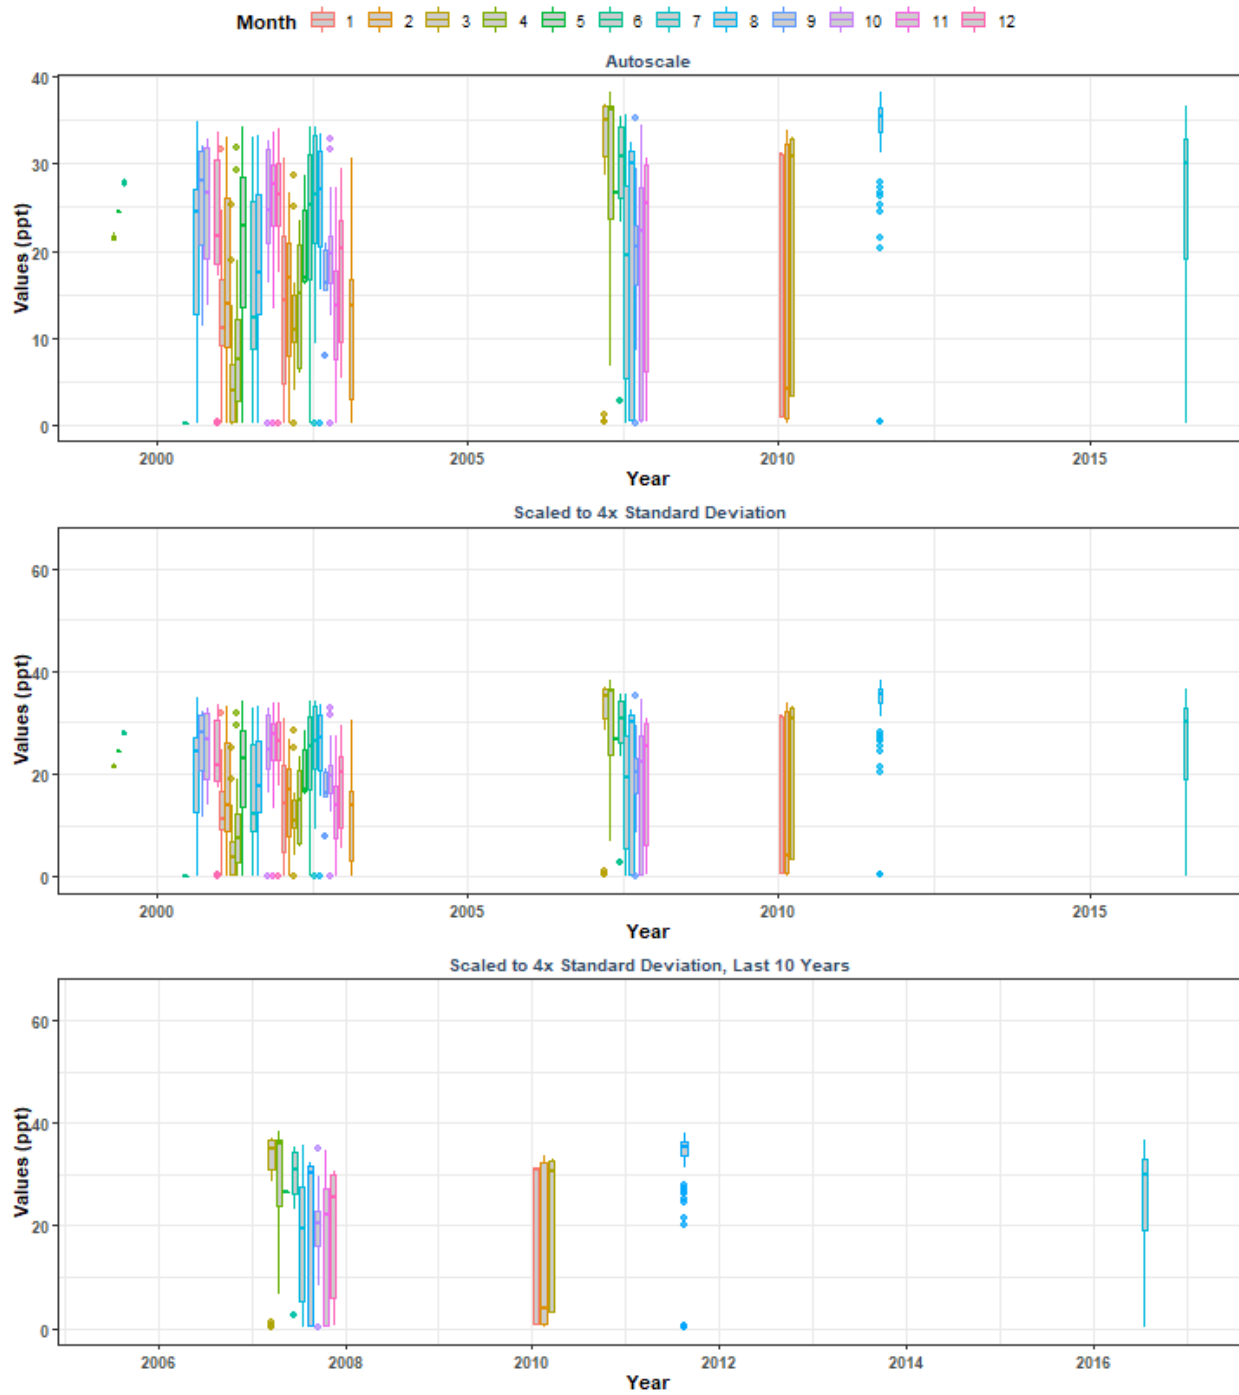 Month 1 2 3 4 5 6 7 8 9 10 11 12
Autoscale
40
30
20
10
0
Values (ppt)
2000 2005 2010 2015
Year
Scaled to 4x Standard Deviation
60
40
20
0
Values (ppt)
2000 2005 2010 2015
Year
Scaled to 4x Standard Deviation, Last 10 Years
60
40
20
0
Values (ppt)
2006 2008 2010 2012 2014 2016
Year